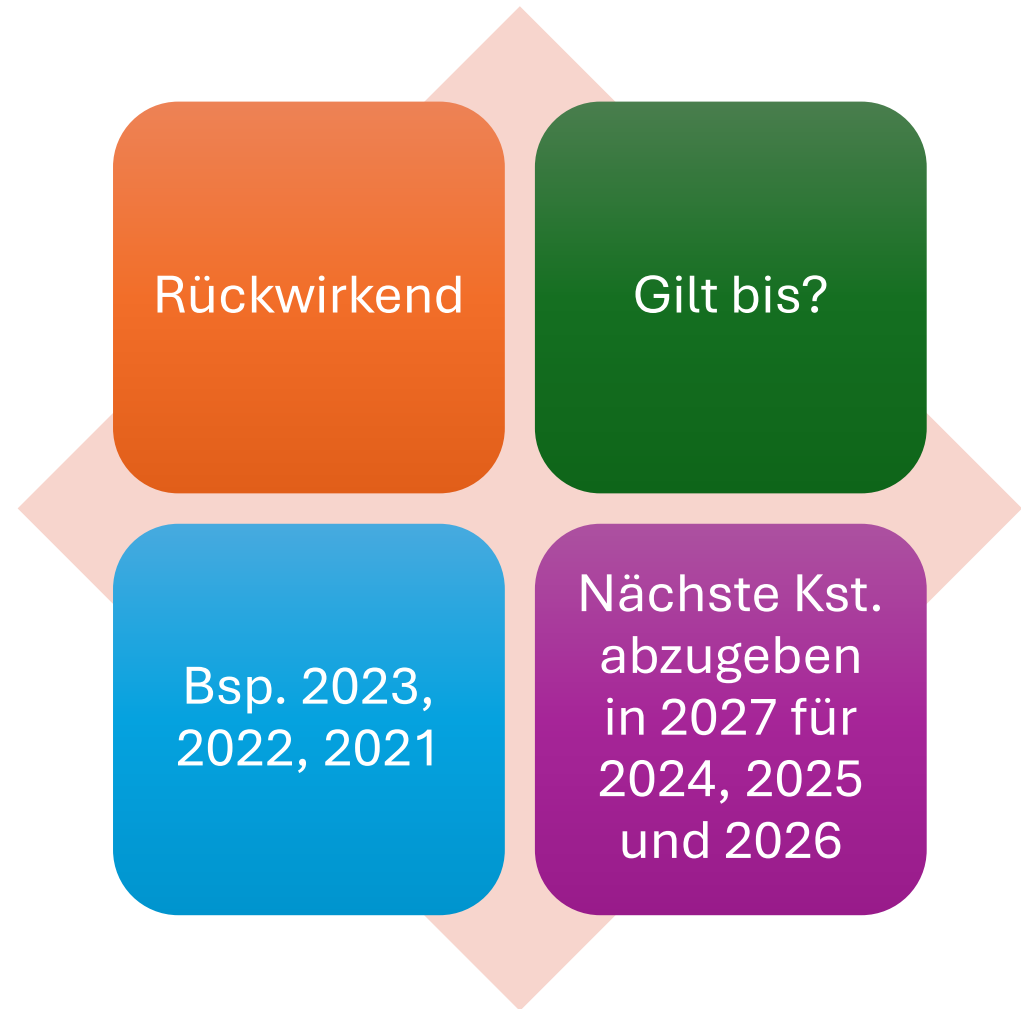 Rückwirkend
Gilt bis?
Bsp. 2023,
2022, 2021
Nächste Kst.
abzugeben
in 2027 für
2024, 2025
und 2026